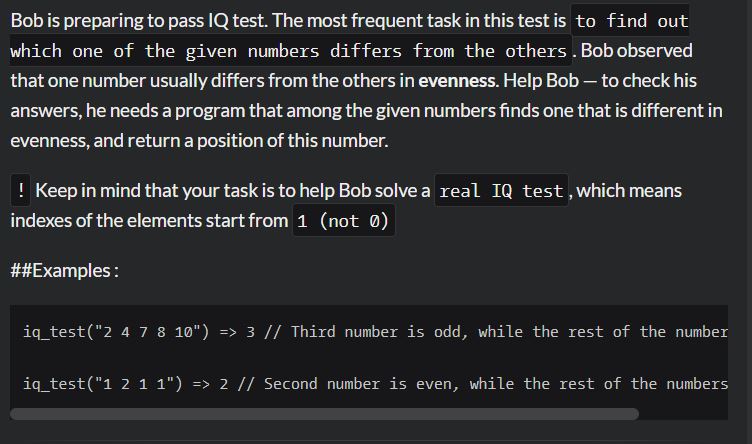 Bob is preparing to pass IQ test. The most frequent task in this test is to find out
which one of the given numbers differs from the others. Bob observed
that one number usually differs from the others in evenness. Help Bob — to check his
answers, he needs a program that among the given numbers finds one that is different in
evenness, and return a position of this number.
! Keep in mind that your task is to help Bob solve a real IQ test, which means
indexes of the elements start from 1 (not 0)
##Examples :
iq_test("2 4 7 8 10") => 3 // Third number is odd, while the rest of the number
iq_test("1 2 1 1") => 2 // Second number is even, while the rest of the numbers